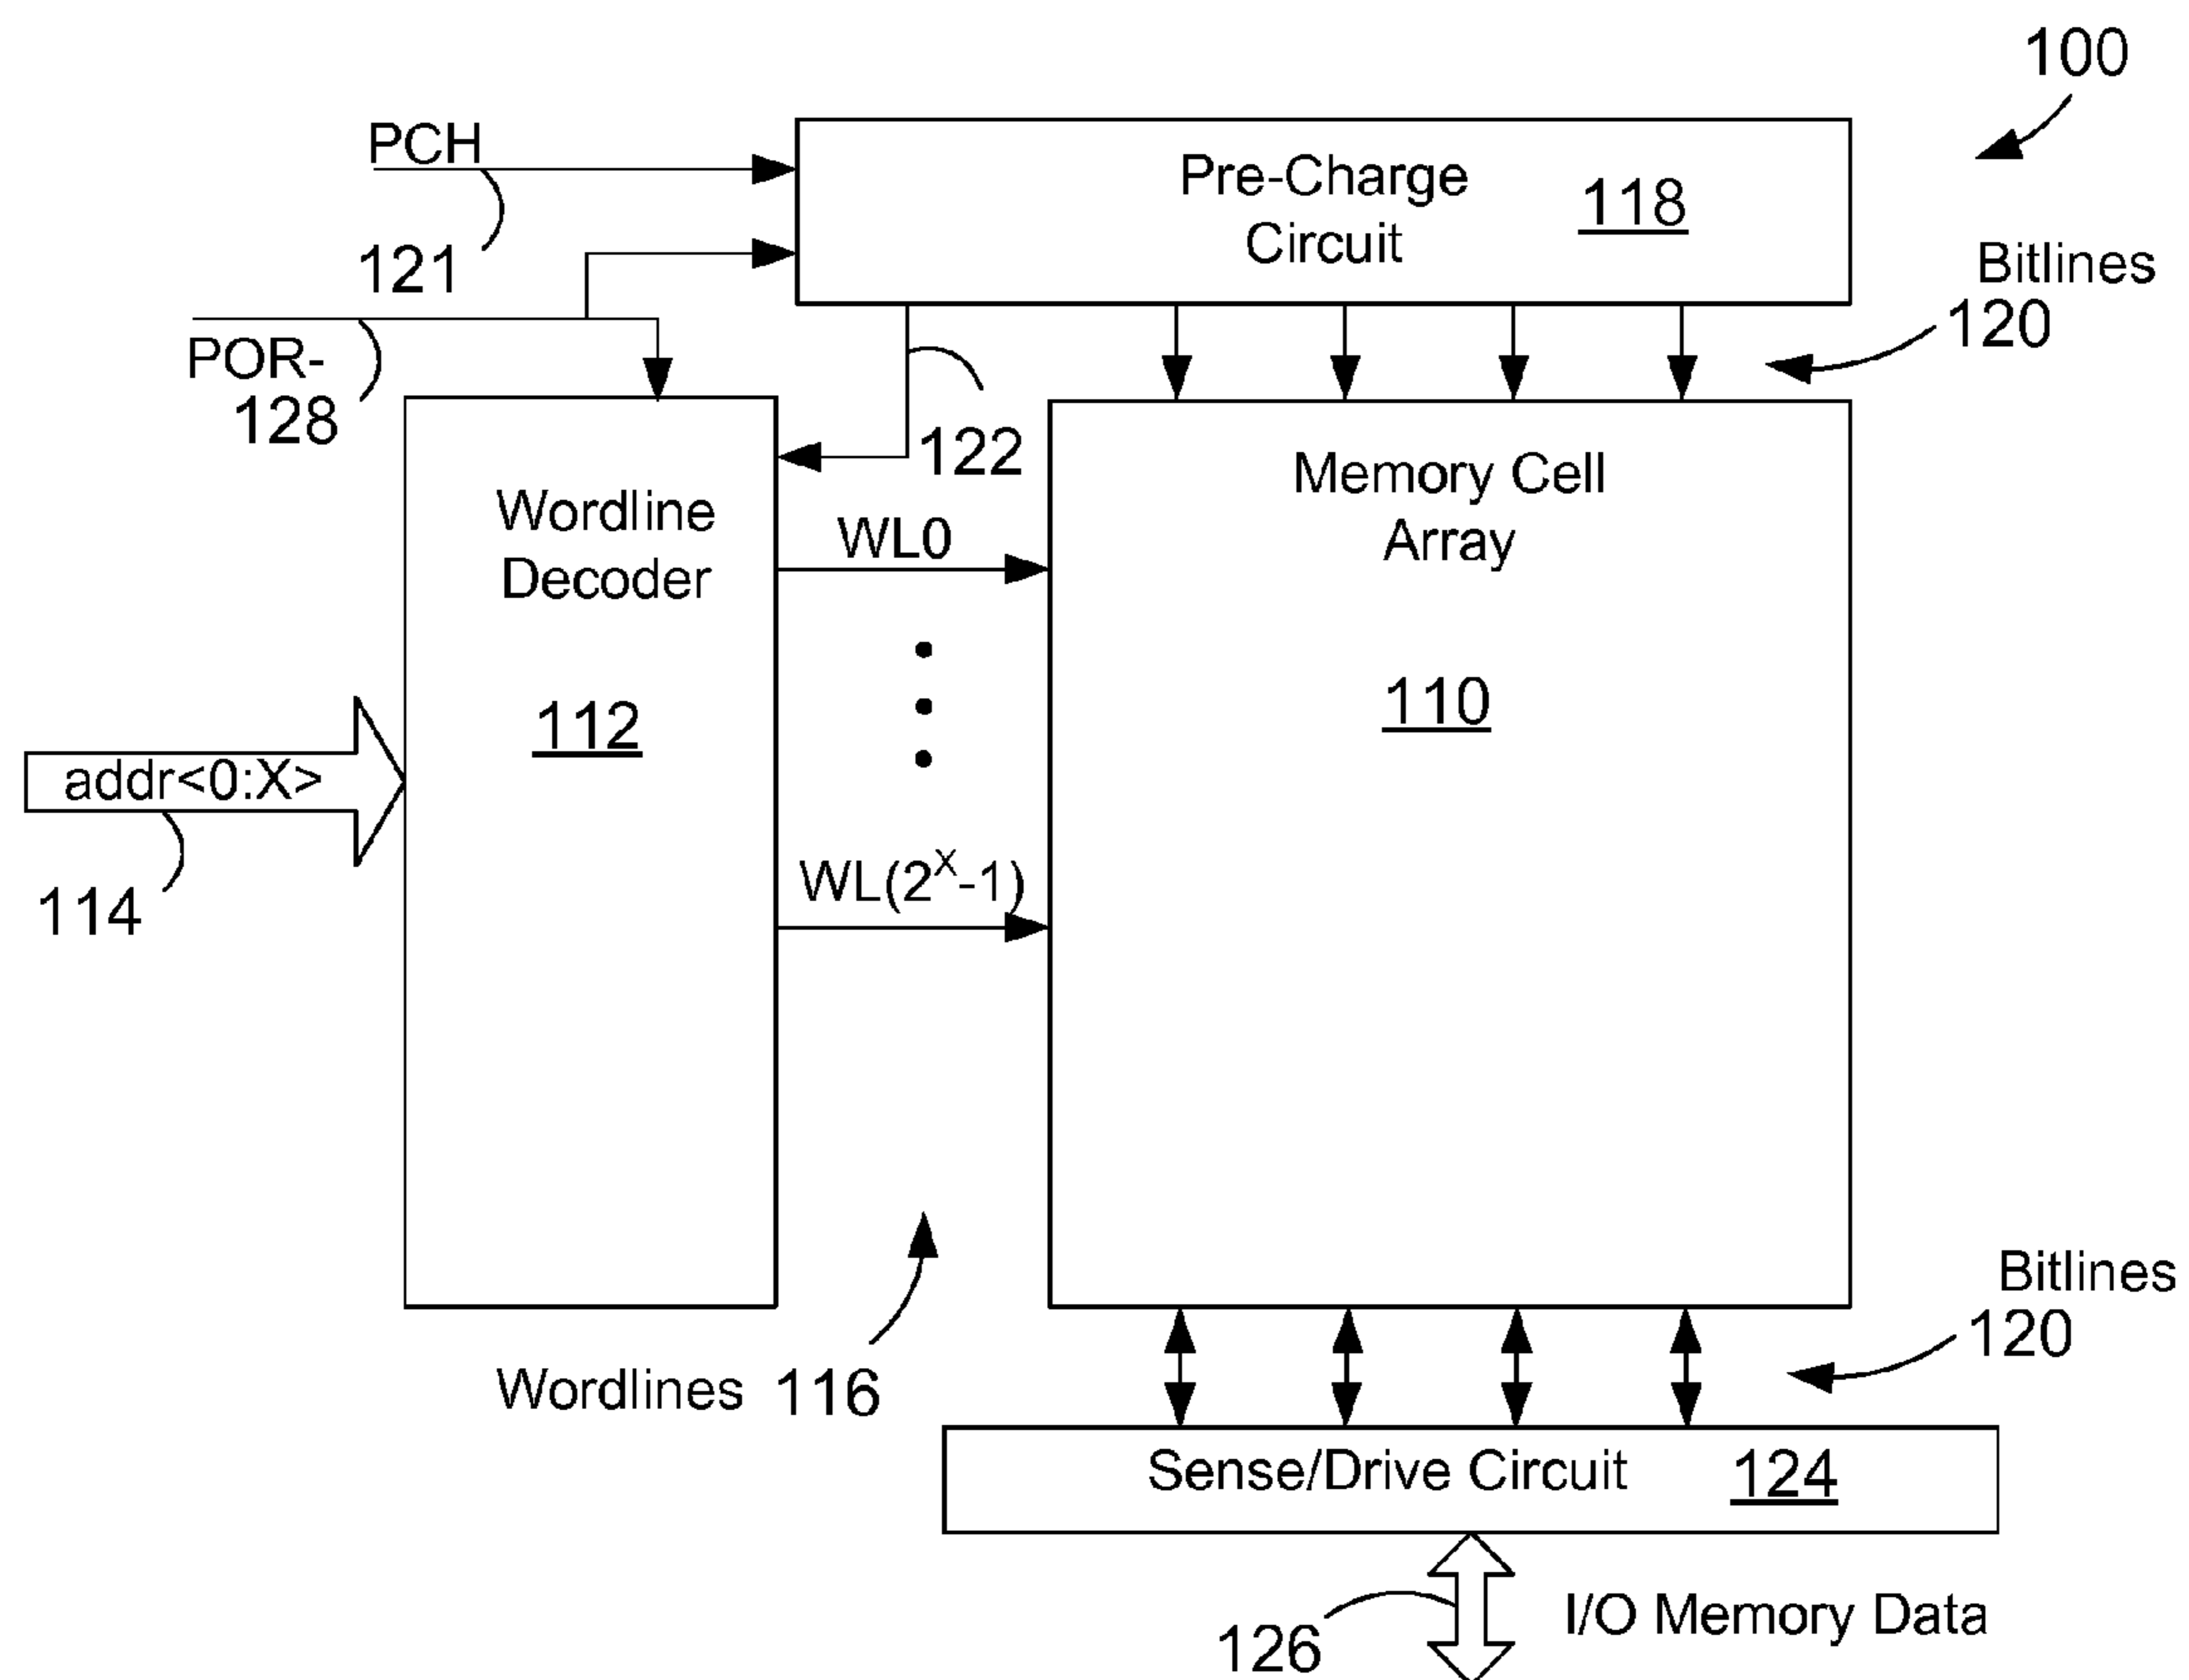 100
PCH
Pre-Charge
Circuit
118
121
Bitlines
120
POR-
128
122
Memory Cell
Array
110
Wordline
Decoder
112
WL0
addr<0:X>
114
WL(2^X-1)
Wordlines 116
Bitlines
120
Sense/Drive Circuit 124
126
I/O Memory Data